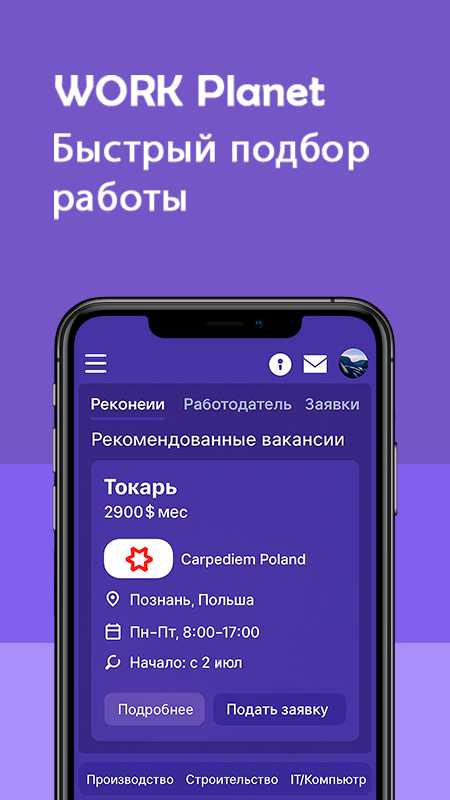 WORK Planet
Быстрый подбор
работы
Реконеии Работодатель Заявки
Рекомендованные вакансии
Токарь
2900$ мес
Carpediem Poland
Познань, Польша
Пн–Пт, 8:00–17:00
Начало: с 2 июл
Подробнее Подать заявку
Производство Строительство IT/Компьютр